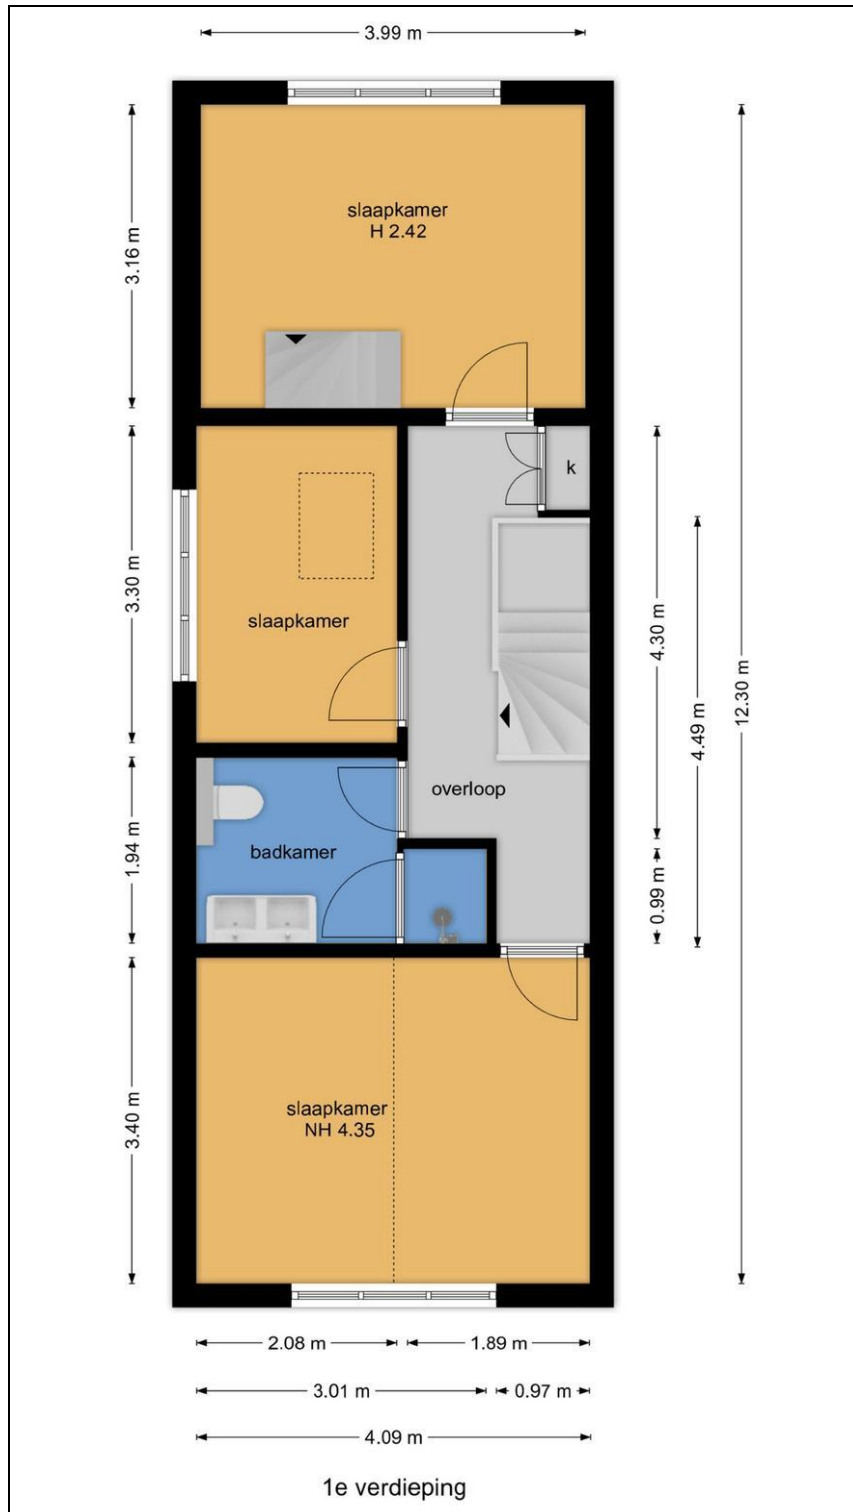 3.99 m
slaapkamer
H 2.42
3.16 m
k
3.30 m
slaapkamer
4.30 m
12.30 m
4.49 m
overloop
1.94 m
badkamer
0.99 m
slaapkamer
NH 4.35
3.40 m
2.08 m
1.89 m
3.01 m
0.97 m
4.09 m
1e verdieping